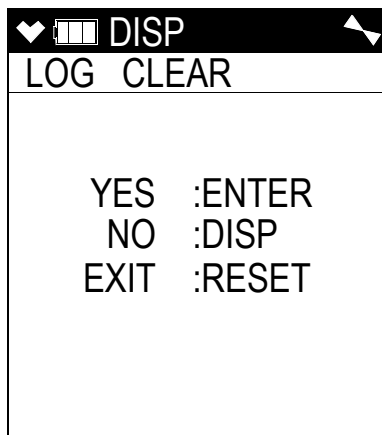 DISP
LOG CLEAR
YES :ENTER
NO :DISP
EXIT :RESET